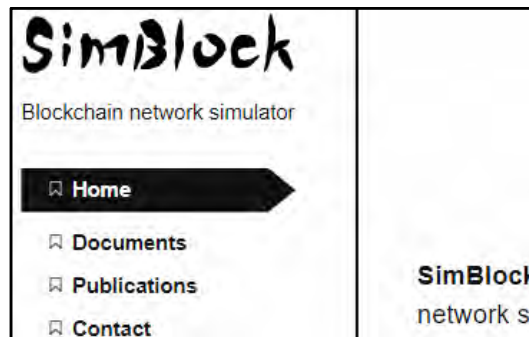 SimBlock
Blockchain network simulator
Home
Documents
Publications
Contact
SimBlock
network s